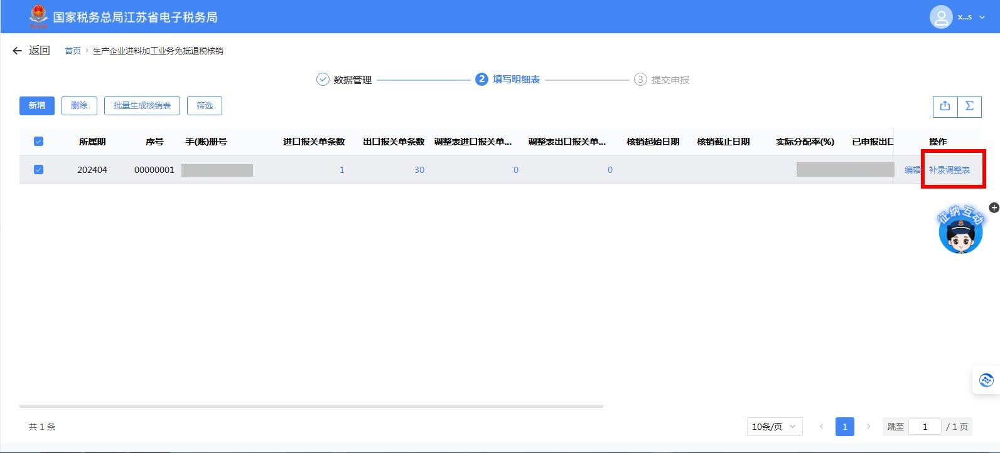 国家税务总局江苏省电子税务局
x...s
返回 首页 › 生产企业进料加工业务免抵退税核销
数据管理 2 填写明细表 3 提交申报
新增 删除 批量生成核销表 筛选 Σ
所属期 序号 手(账)册号 进口报关单条数 出口报关单条数 调整表进口报关单... 调整表出口报关单... 核销起始日期 核销截止日期 实际分配率(%) 已申报出口 操作
202404 00000001 1 30 0 0 编辑 补录调整表
征纳互动
共 1 条 10条/页 1 跳至 1 / 1 页